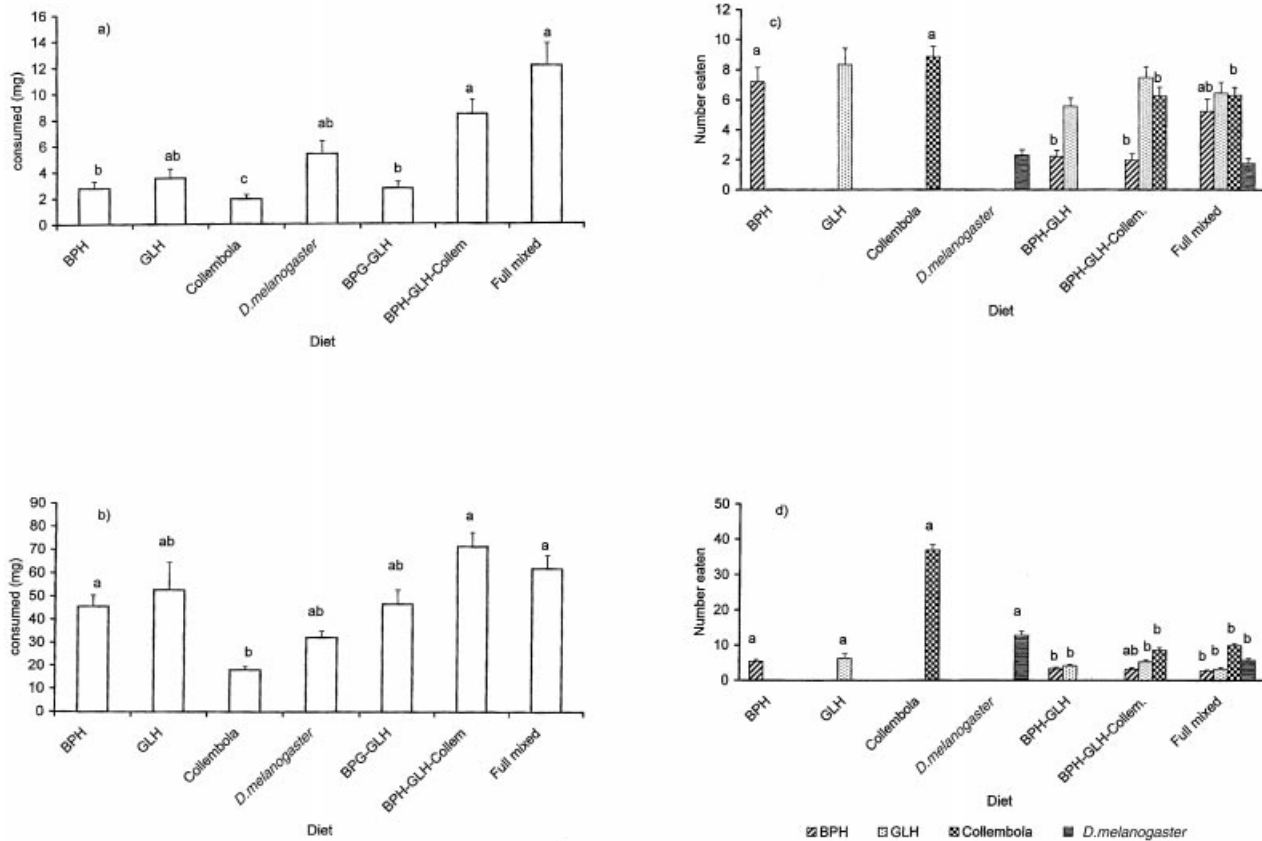 a)
consumed (mg)
16
14
12
10
8
6
4
2
0
b
ab
c
ab
b
a
a
BPH
GLH
Collembola
D.melanogaster
BPG-GLH
BPH-GLH-Collem
Full mixed
Diet
c)
Number eaten
12
10
8
6
4
2
0
a
a
b
b
b
ab
b
BPH
GLH
Collembola
D.melanogaster
BPH-GLH
BPH-GLH-Collem.
Full mixed
Diet
b)
consumed (mg)
90
80
70
60
50
40
30
20
10
0
a
ab
b
ab
ab
a
a
BPH
GLH
Collembola
D.melanogaster
BPG-GLH
BPH-GLH-Collem
Full mixed
Diet
d)
Number eaten
50
40
30
20
10
0
a
a
a
a
b b
ab b b
b b b b
BPH
GLH
Collembola
D.melanogaster
BPH-GLH
BPH-GLH-Collem.
Full mixed
Diet
BPH GLH Collembola D.melanogaster